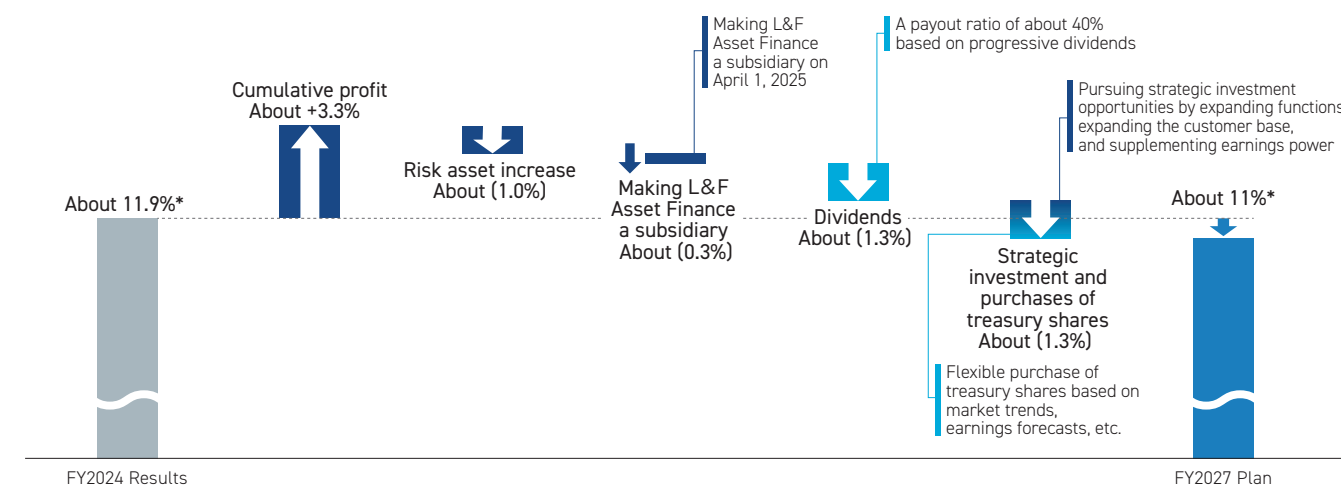 Making L&F
Asset Finance
a subsidiary on
April 1, 2025
A payout ratio of about 40%
based on progressive dividends
Cumulative profit
About +3.3%
Pursuing strategic investment
opportunities by expanding functions
expanding the customer base,
and supplementing earnings power
Risk asset increase
About (1.0%)
Making L&F
Asset Finance
a subsidiary
About (0.3%)
About 11.9%*
Dividends
About (1.3%)
About 11%*
Strategic
investment and
purchases of
treasury shares
About (1.3%)
Flexible purchase of
treasury shares based on
market trends,
earnings forecasts, etc.
FY2024 Results
FY2027 Plan